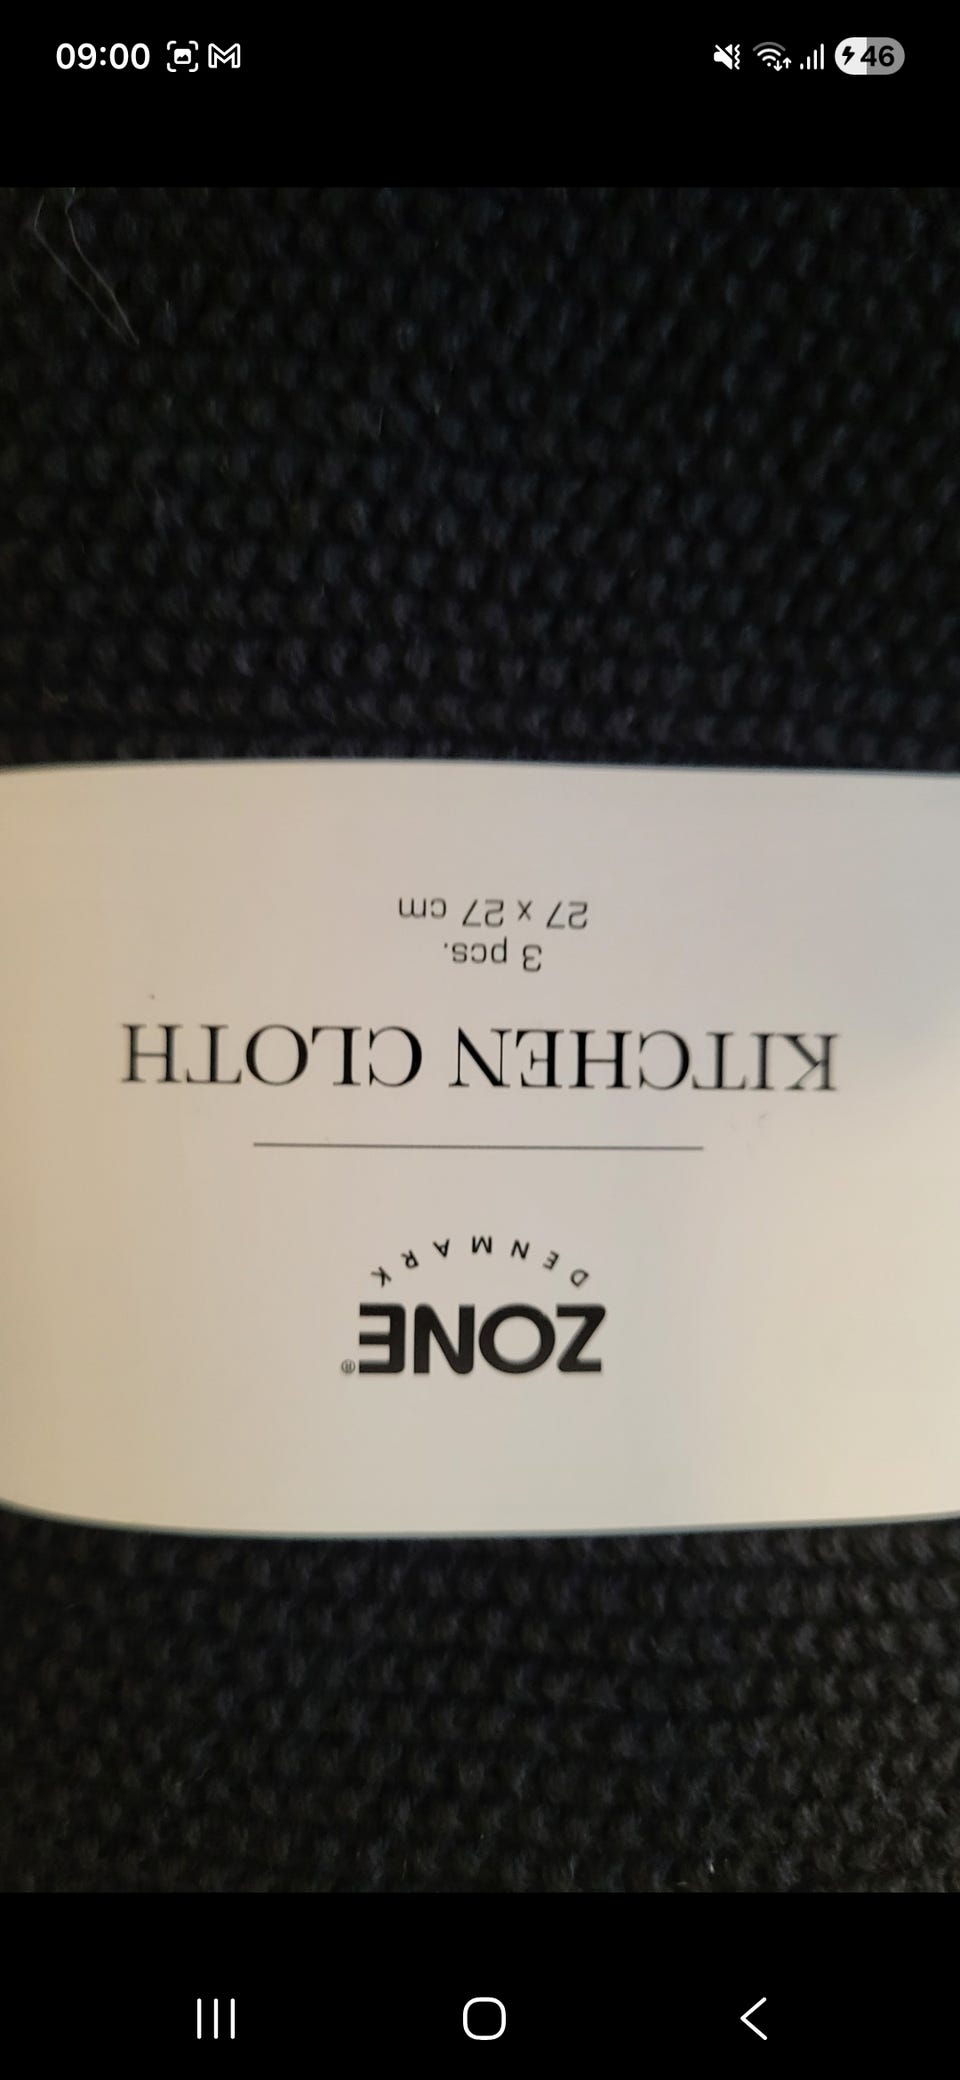 09:00
46
ZONE®
DENMARK
KITCHEN CLOTH
3 pcs.
27 x 27 cm